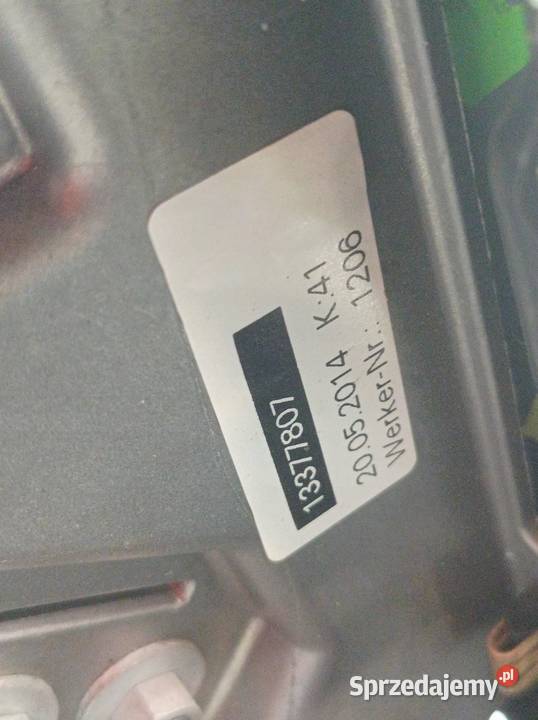 13377807
20.05.2014 K:41
Werker-Nr.: 1206
Sprzedajemy.pl